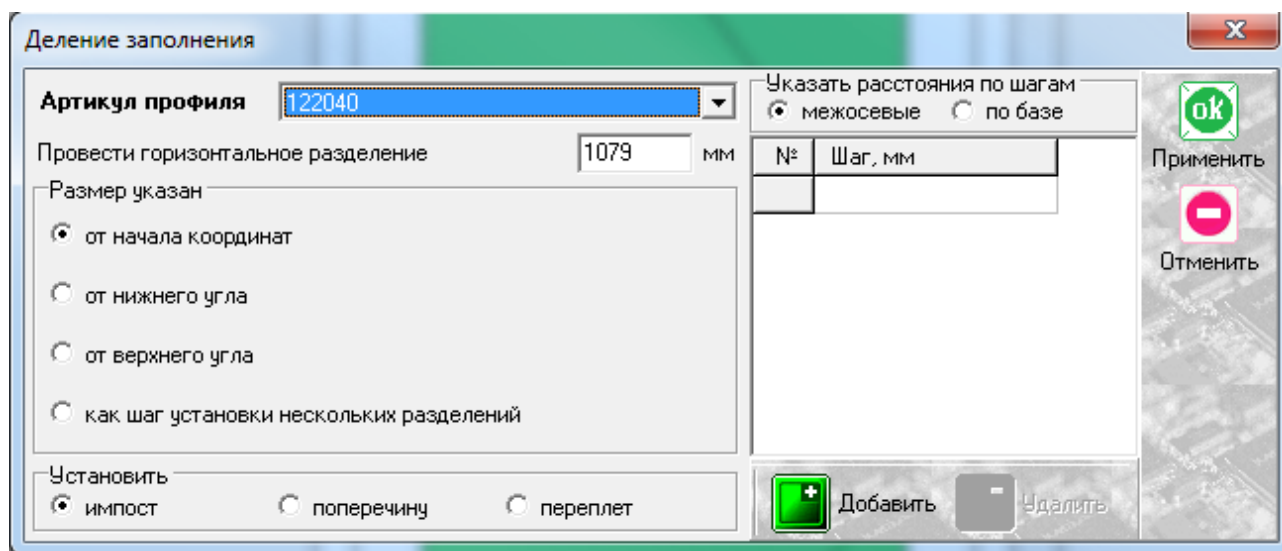 Деление заполнения
Артикул профиля 122040
Провести горизонтальное разделение 1079 мм
Размер указан
от начала координат
от нижнего угла
от верхнего угла
как шаг установки нескольких разделений
Установить
импост поперечину переплет
Указать расстояния по шагам
межосевые по базе
№ Шаг, мм
Добавить Удалить
ok
Применить
Отменить